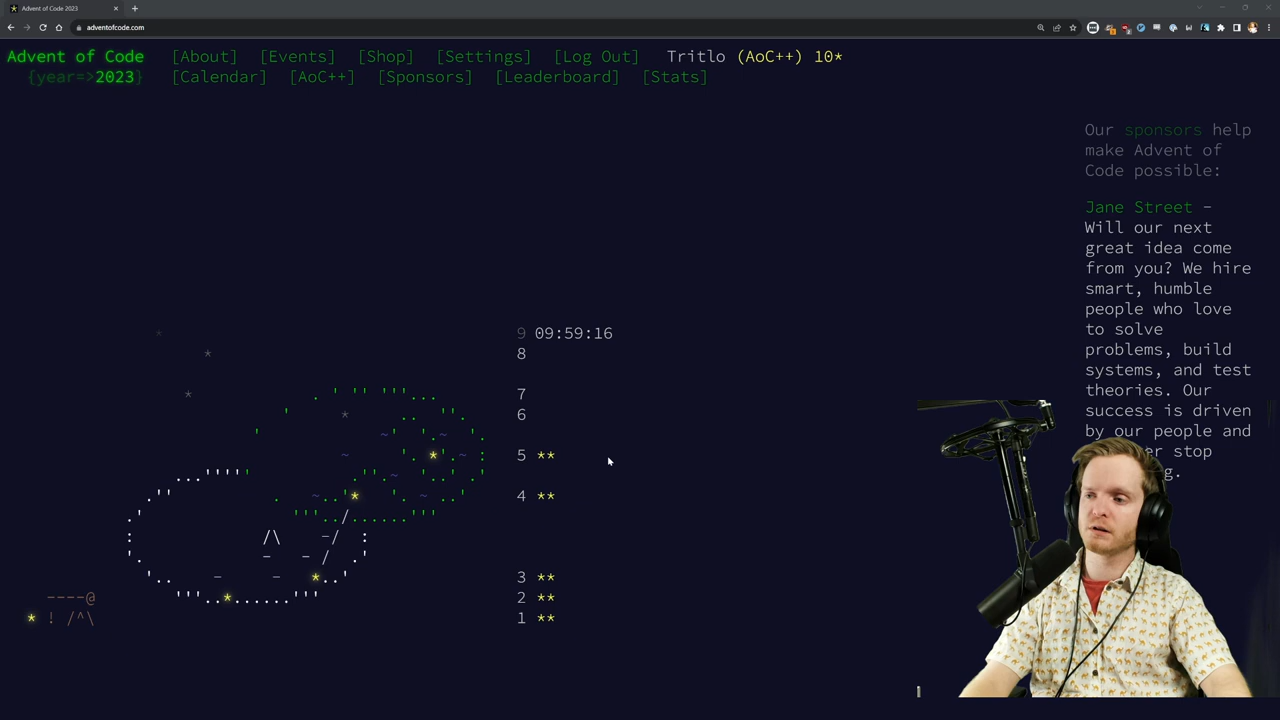 Advent of Code 2023
adventofcode.com
Advent of Code [About] [Events] [Shop] [Settings] [Log Out] Tritlo (AoC++) 10*
{year=>2023} [Calendar] [AoC++] [Sponsors] [Leaderboard] [Stats]
Our sponsors help
make Advent of
Code possible:
Jane Street –
Will our next
great idea come
from you? We hire
smart, humble
people who love
to solve
problems, build
systems, and test
theories. Our
success is driven
by our people and
stop
9 09:59:16
8
7
6
5 **
4 **
3 **
2 **
1 **